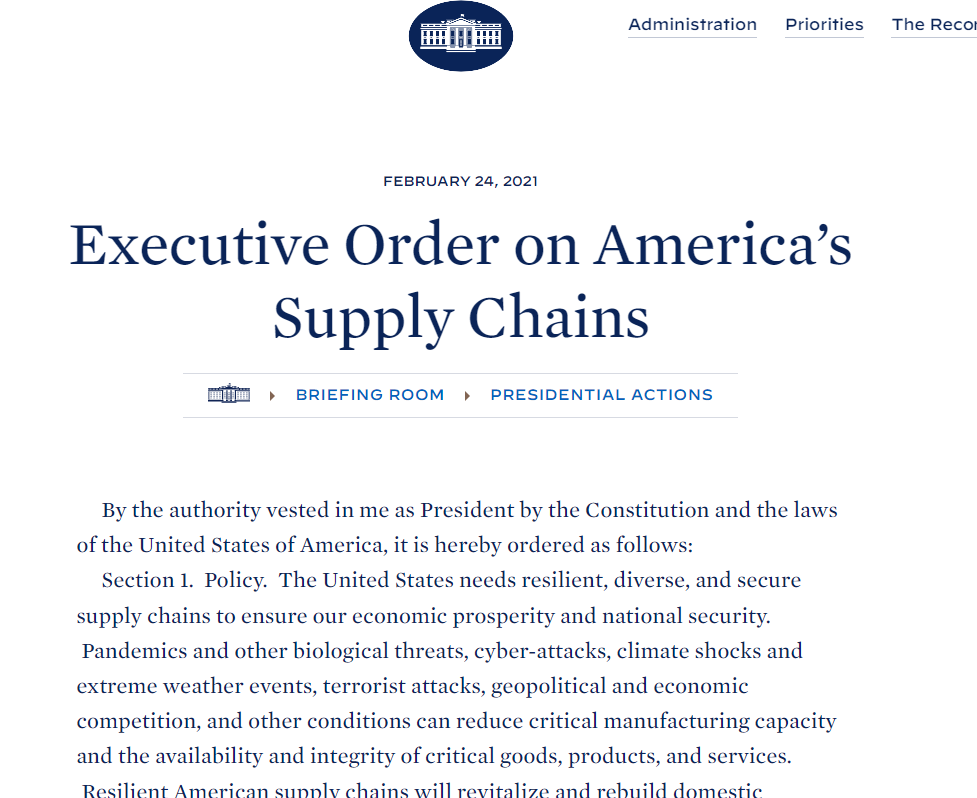 Administration Priorities The Recor
FEBRUARY 24, 2021
Executive Order on America’s
Supply Chains
BRIEFING ROOM PRESIDENTIAL ACTIONS
By the authority vested in me as President by the Constitution and the laws
of the United States of America, it is hereby ordered as follows:
Section 1.  Policy.  The United States needs resilient, diverse, and secure
supply chains to ensure our economic prosperity and national security.
Pandemics and other biological threats, cyber-attacks, climate shocks and
extreme weather events, terrorist attacks, geopolitical and economic
competition, and other conditions can reduce critical manufacturing capacity
and the availability and integrity of critical goods, products, and services.
Resilient American supply chains will revitalize and rebuild domestic